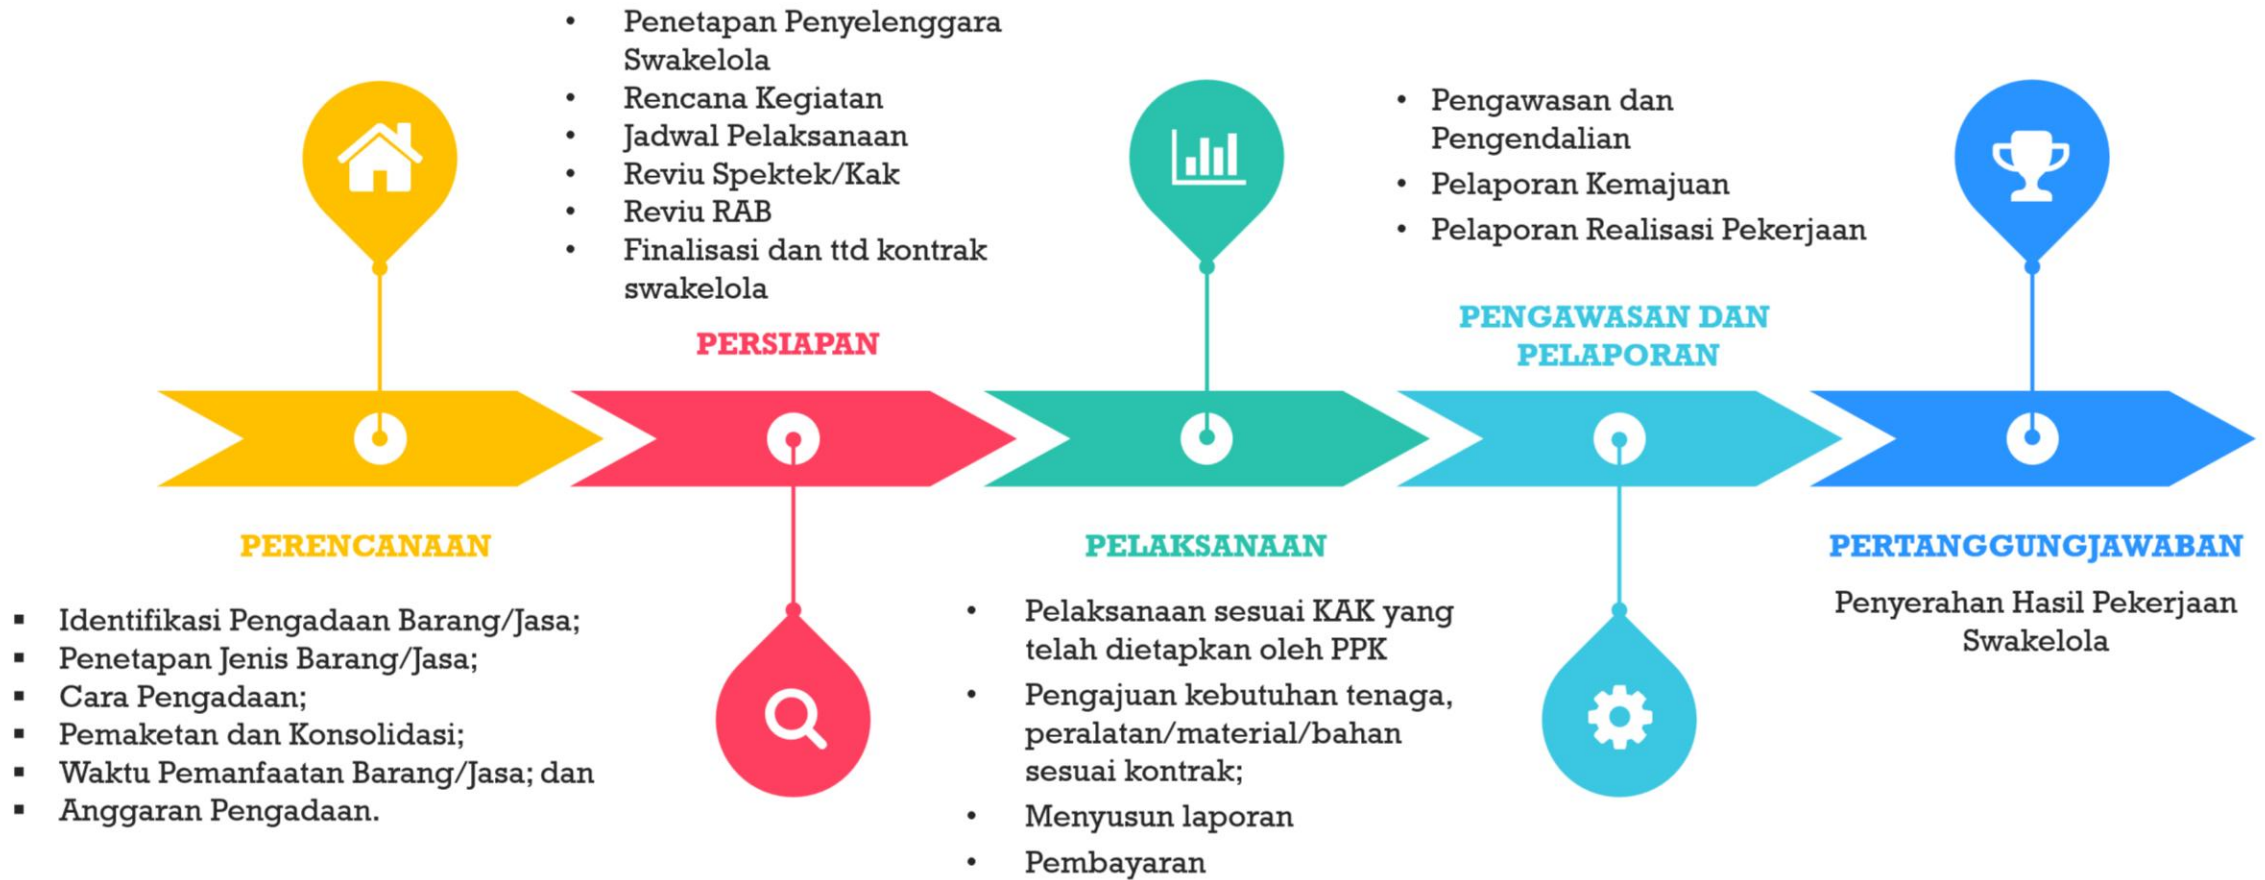 PERENCANAAN
▪ Identifikasi Pengadaan Barang/Jasa;
▪ Penetapan Jenis Barang/Jasa;
▪ Cara Pengadaan;
▪ Pemaketan dan Konsolidasi;
▪ Waktu Pemanfaatan Barang/Jasa; dan
▪ Anggaran Pengadaan.
• Penetapan Penyelenggara
Swakelola
• Rencana Kegiatan
• Jadwal Pelaksanaan
• Reviu Spektek/Kak
• Reviu RAB
• Finalisasi dan ttd kontrak
swakelola
PERSIAPAN
PELAKSANAAN
• Pelaksanaan sesuai KAK yang
telah dietapkan oleh PPK
• Pengajuan kebutuhan tenaga,
peralatan/material/bahan
sesuai kontrak;
• Menyusun laporan
• Pembayaran
• Pengawasan dan
Pengendalian
• Pelaporan Kemajuan
• Pelaporan Realisasi Pekerjaan
PENGAWASAN DAN
PELAPORAN
PERTANGGUNGJAWABAN
Penyerahan Hasil Pekerjaan
Swakelola